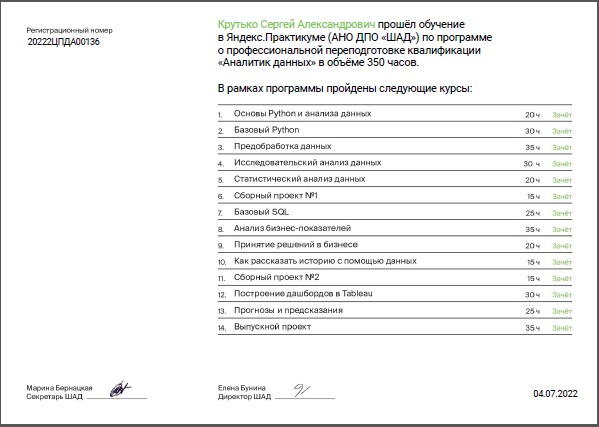 Регистрационный номер
20222ЦПДА00136
Крутько Сергей Александрович прошёл обучение
в Яндекс.Практикуме (АНО ДПО «ШАД») по программе
о профессиональной переподготовке квалификации
«Аналитик данных» в объёме 350 часов.
В рамках программы пройдены следующие курсы:
1. Основы Python и анализа данных 20 ч Зачёт
2. Базовый Python 30 ч Зачёт
3. Предобработка данных 35 ч Зачёт
4. Исследовательский анализ данных 30 ч Зачёт
5. Статистический анализ данных 20 ч Зачёт
6. Сборный проект №1 15 ч Зачёт
7. Базовый SQL 25 ч Зачёт
8. Анализ бизнес-показателей 35 ч Зачёт
9. Принятие решений в бизнесе 20 ч Зачёт
10. Как рассказать историю с помощью данных 15 ч Зачёт
11. Сборный проект №2 15 ч Зачёт
12. Построение дашбордов в Tableau 30 ч Зачёт
13. Прогнозы и предсказания 25 ч Зачёт
14. Выпускной проект 35 ч Зачёт
Марина Бернацкая
Секретарь ШАД
Елена Бунина
Директор ШАД
04.07.2022